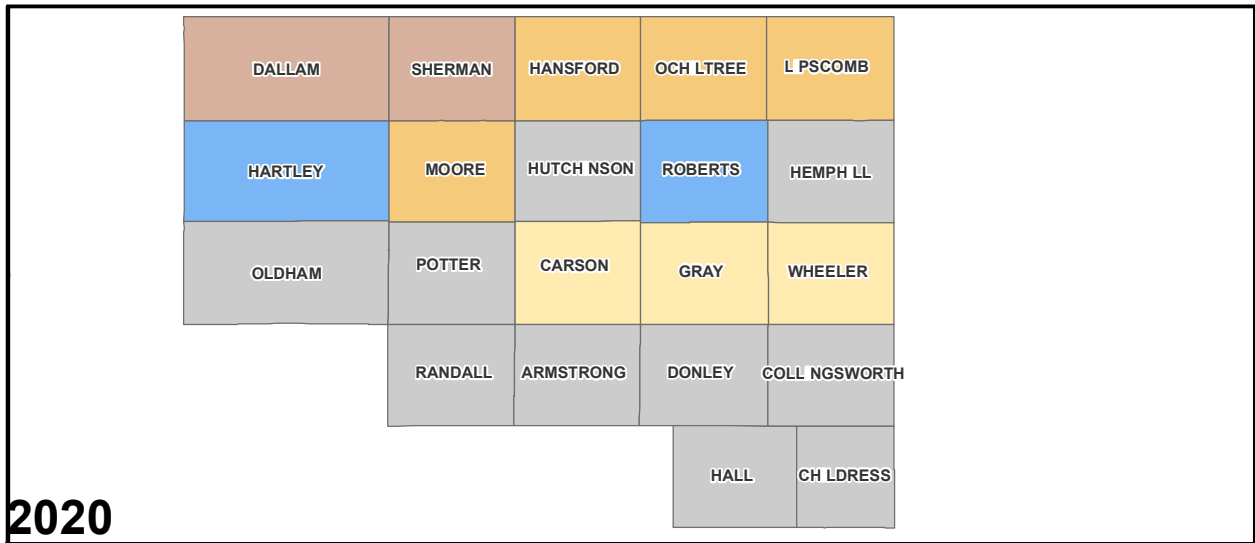 DALLAM SHERMAN HANSFORD OCH LTREE L PSCOMB
HARTLEY MOORE HUTCH NSON ROBERTS HEMPH LL
OLDHAM POTTER CARSON GRAY WHEELER
RANDALL ARMSTRONG DONLEY COLL NGSWORTH
HALL CH LDRESS
2020